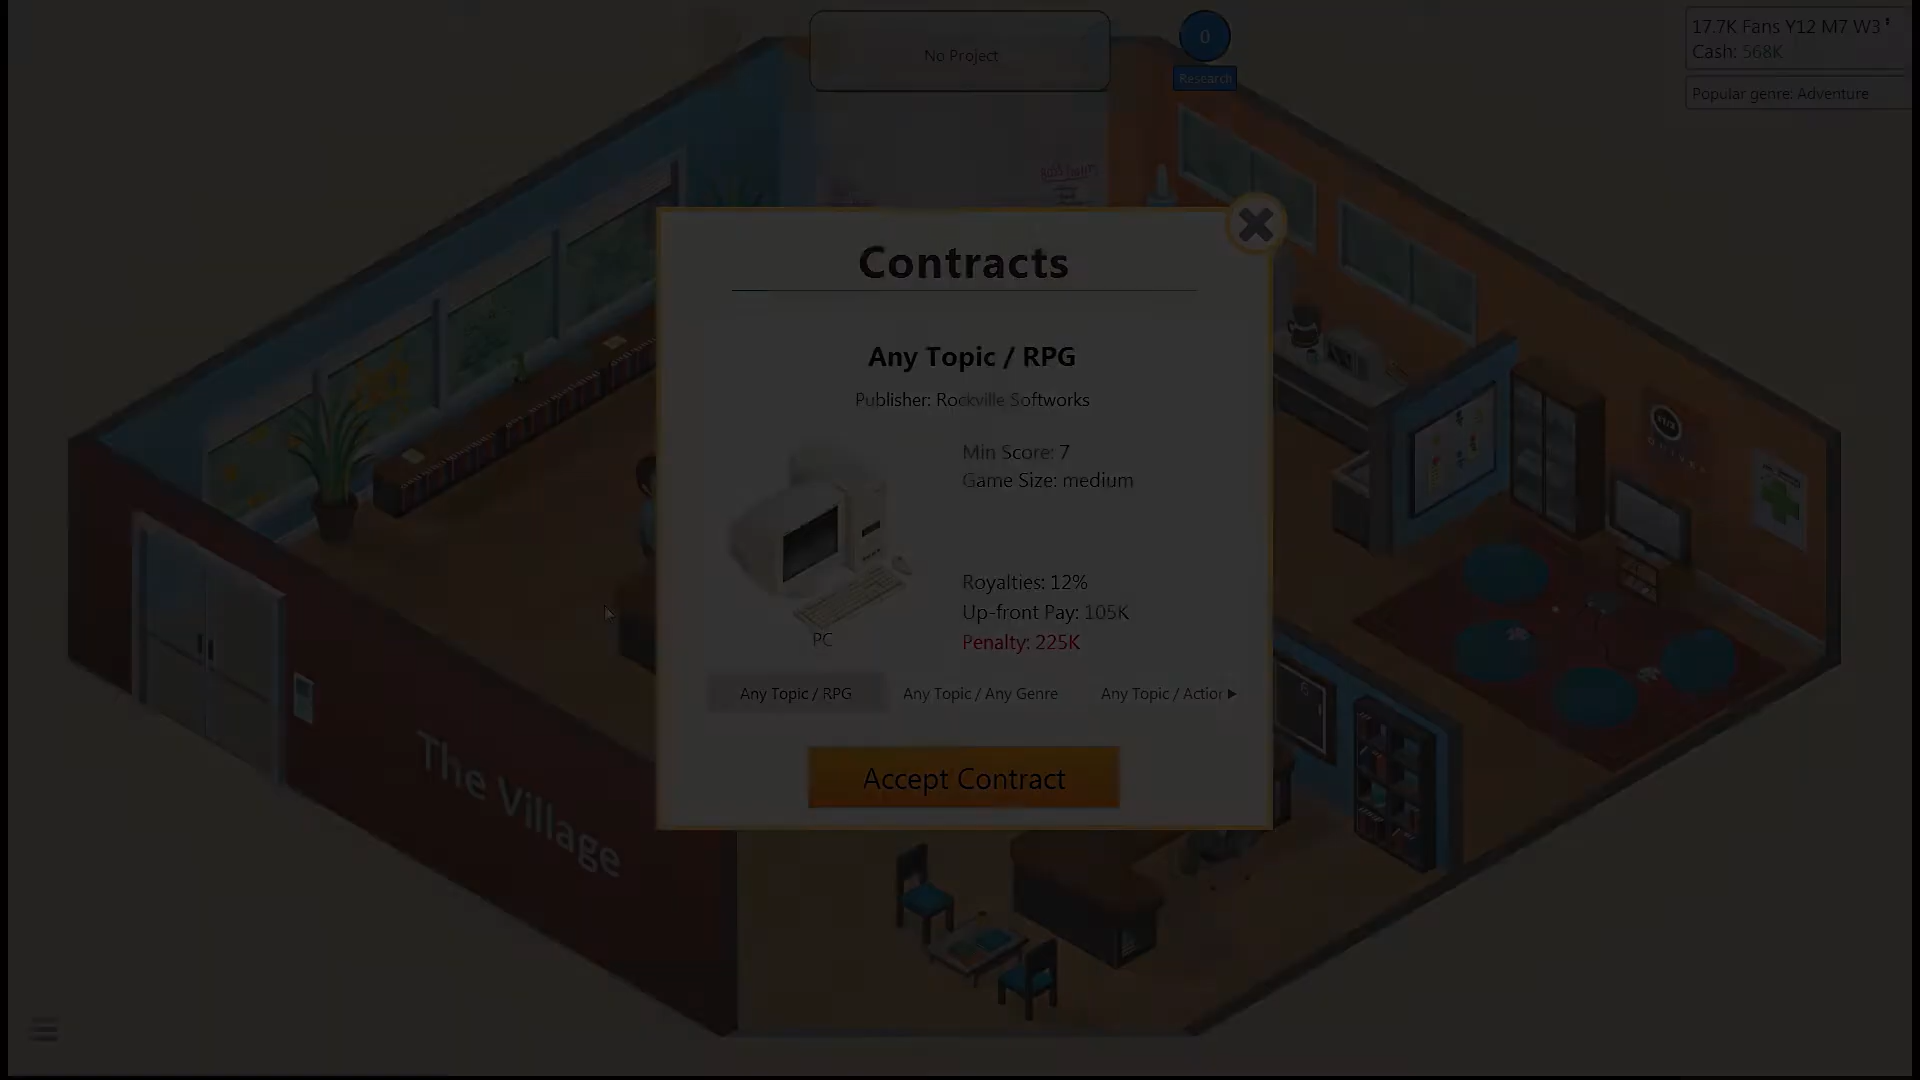 No Project
0
Research
17.7K Fans Y12 M7 W3
Cash: 568K
Popular genre: Adventure
Contracts
Any Topic / RPG
Publisher: Rockville Softworks
Min Score: 7
Game Size: medium
Royalties: 12%
Up-front Pay: 105K
Penalty: 225K
PC
Any Topic / RPG
Any Topic / Any Genre
Any Topic / Action
Accept Contract
The Village